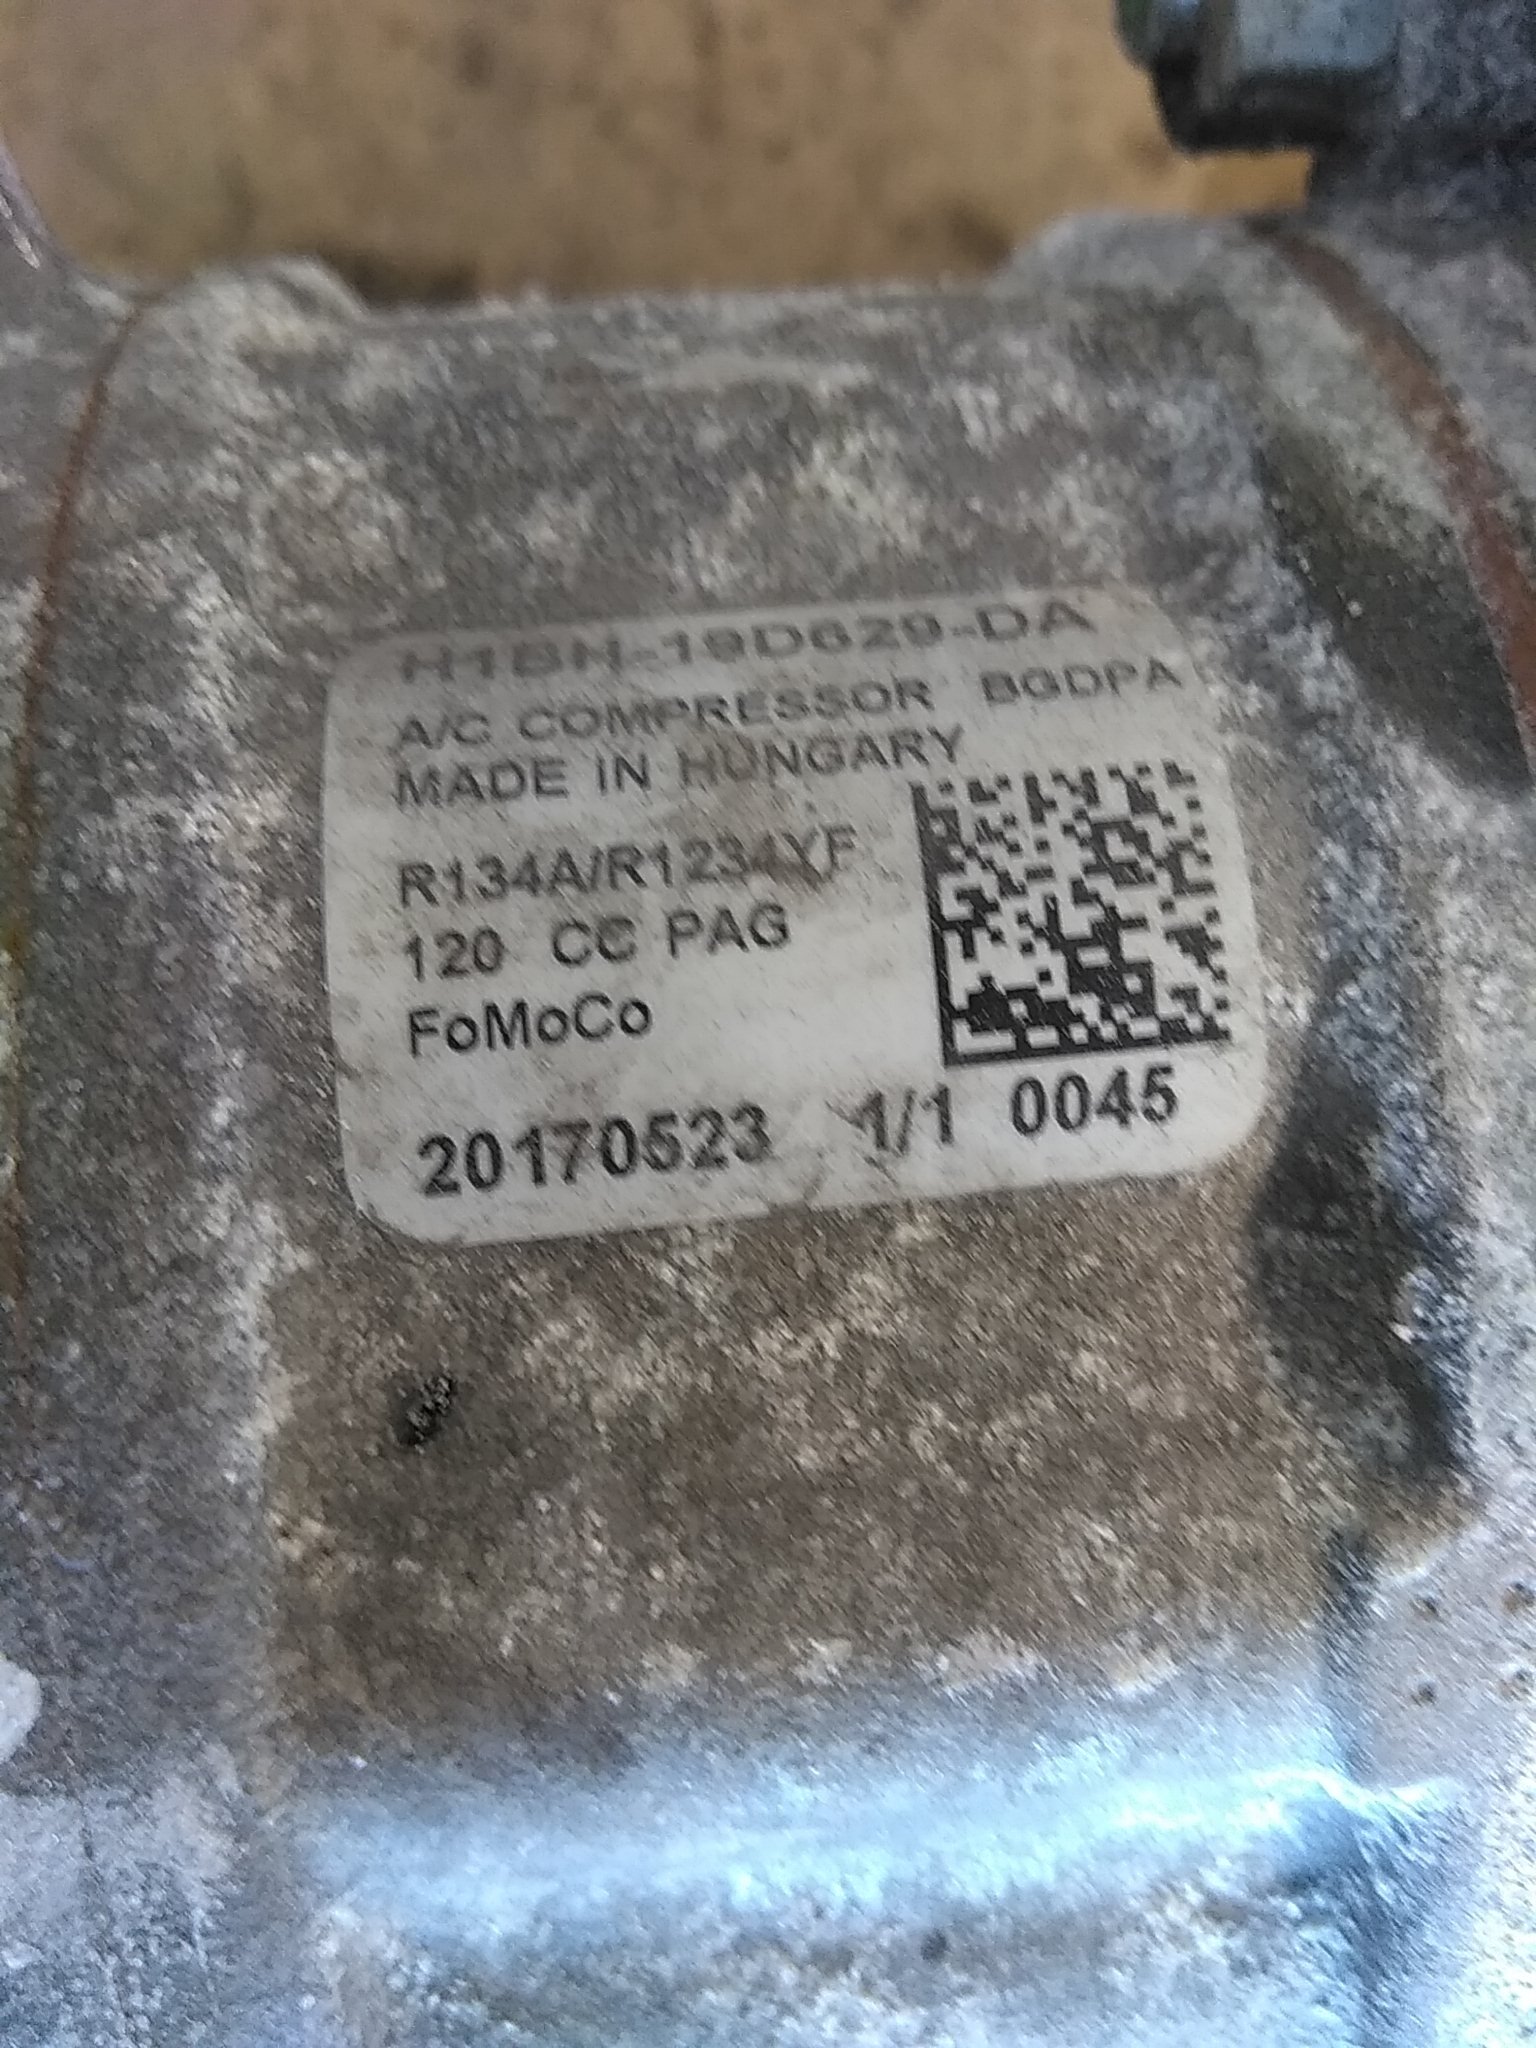 H1BH-19D629-DA
A/C COMPRESSOR BGDPA
MADE IN HUNGARY
R134A/R1234YF
120 CC PAG
FoMoCo
20170523 1/1 0045